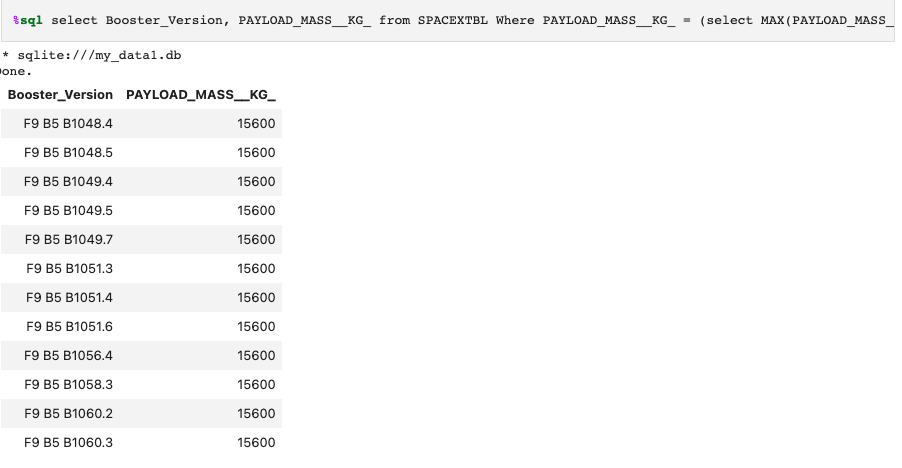 %sql select Booster_Version, PAYLOAD_MASS__KG_ from SPACEXTBL Where PAYLOAD_MASS__KG_ = (select MAX(PAYLOAD_MASS_
* sqlite:///my_data1.db
one.
Booster_Version PAYLOAD_MASS__KG_
F9 B5 B1048.4 15600
F9 B5 B1048.5 15600
F9 B5 B1049.4 15600
F9 B5 B1049.5 15600
F9 B5 B1049.7 15600
F9 B5 B1051.3 15600
F9 B5 B1051.4 15600
F9 B5 B1051.6 15600
F9 B5 B1056.4 15600
F9 B5 B1058.3 15600
F9 B5 B1060.2 15600
F9 B5 B1060.3 15600